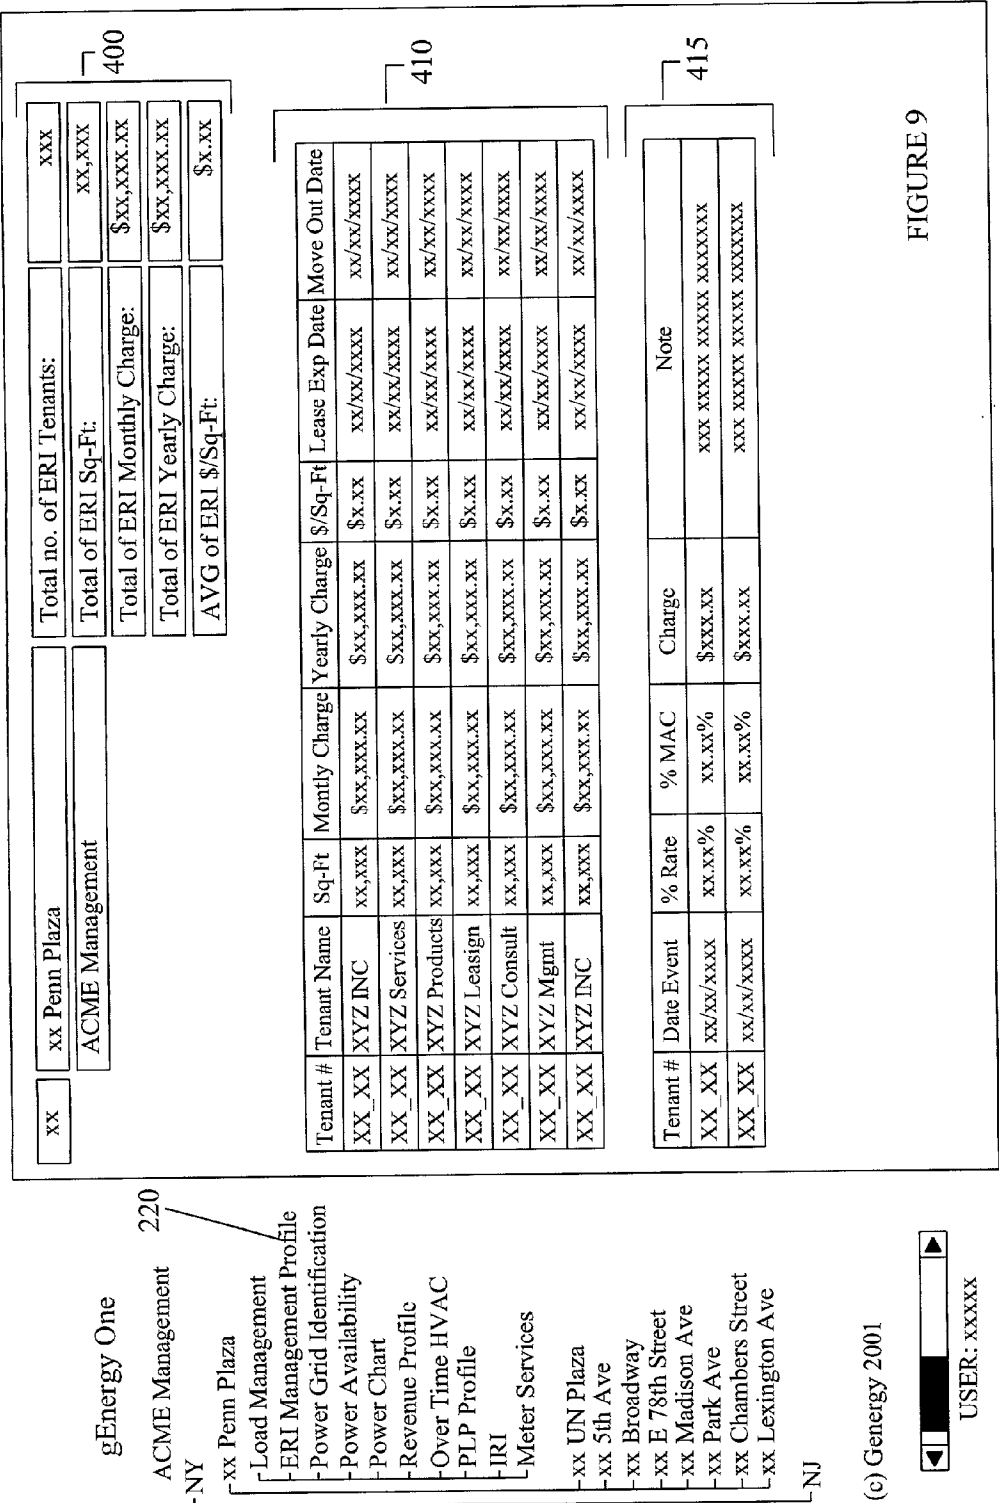 gEnergy One
ACME Management
NY
xx Penn Plaza
Load Management
ERI Management Profile
220
Power Grid Identification
Power Availability
Power Chart
Revenue Profile
Over Time HVAC
PLP Profile
IRI
Meter Services
xx UN Plaza
xx 5th Ave
xx Broadway
xx E 78th Street
xx Madison Ave
xx Park Ave
xx Chambers Street
xx Lexington Ave
NJ
(c) Genergy 2001
USER: xxxxx
xx xx Penn Plaza Total no. of ERI Tenants: xxx
ACME Management Total of ERI Sq-Ft: xx,xxx
Total of ERI Monthly Charge: $xx,xxx.xx
Total of ERI Yearly Charge: $xx,xxx.xx
AVG of ERI $/Sq-Ft: $x.xx
400
Tenant # Tenant Name Sq-Ft Montly Charge Yearly Charge $/Sq-Ft Lease Exp Date Move Out Date
XX_XX XYZ INC xx,xxx $xx,xxx.xx $xx,xxx.xx $x.xx xx/xx/xxxx xx/xx/xxxx
XX_XX XYZ Services xx,xxx $xx,xxx.xx $xx,xxx.xx $x.xx xx/xx/xxxx xx/xx/xxxx
XX_XX XYZ Products xx,xxx $xx,xxx.xx $xx,xxx.xx $x.xx xx/xx/xxxx xx/xx/xxxx
XX_XX XYZ Leasign xx,xxx $xx,xxx.xx $xx,xxx.xx $x.xx xx/xx/xxxx xx/xx/xxxx
XX_XX XYZ Consult xx,xxx $xx,xxx.xx $xx,xxx.xx $x.xx xx/xx/xxxx xx/xx/xxxx
XX_XX XYZ Mgmt xx,xxx $xx,xxx.xx $xx,xxx.xx $x.xx xx/xx/xxxx xx/xx/xxxx
XX_XX XYZ INC xx,xxx $xx,xxx.xx $xx,xxx.xx $x.xx xx/xx/xxxx xx/xx/xxxx
410
Tenant # Date Event % Rate % MAC Charge Note
XX_XX xx/xx/xxxx xx.xx% xx.xx% $xxx.xx xxx xxxxx xxxxx xxxxxxx
XX_XX xx/xx/xxxx xx.xx% xx.xx% $xxx.xx xxx xxxxx xxxxx xxxxxxx
415
FIGURE 9